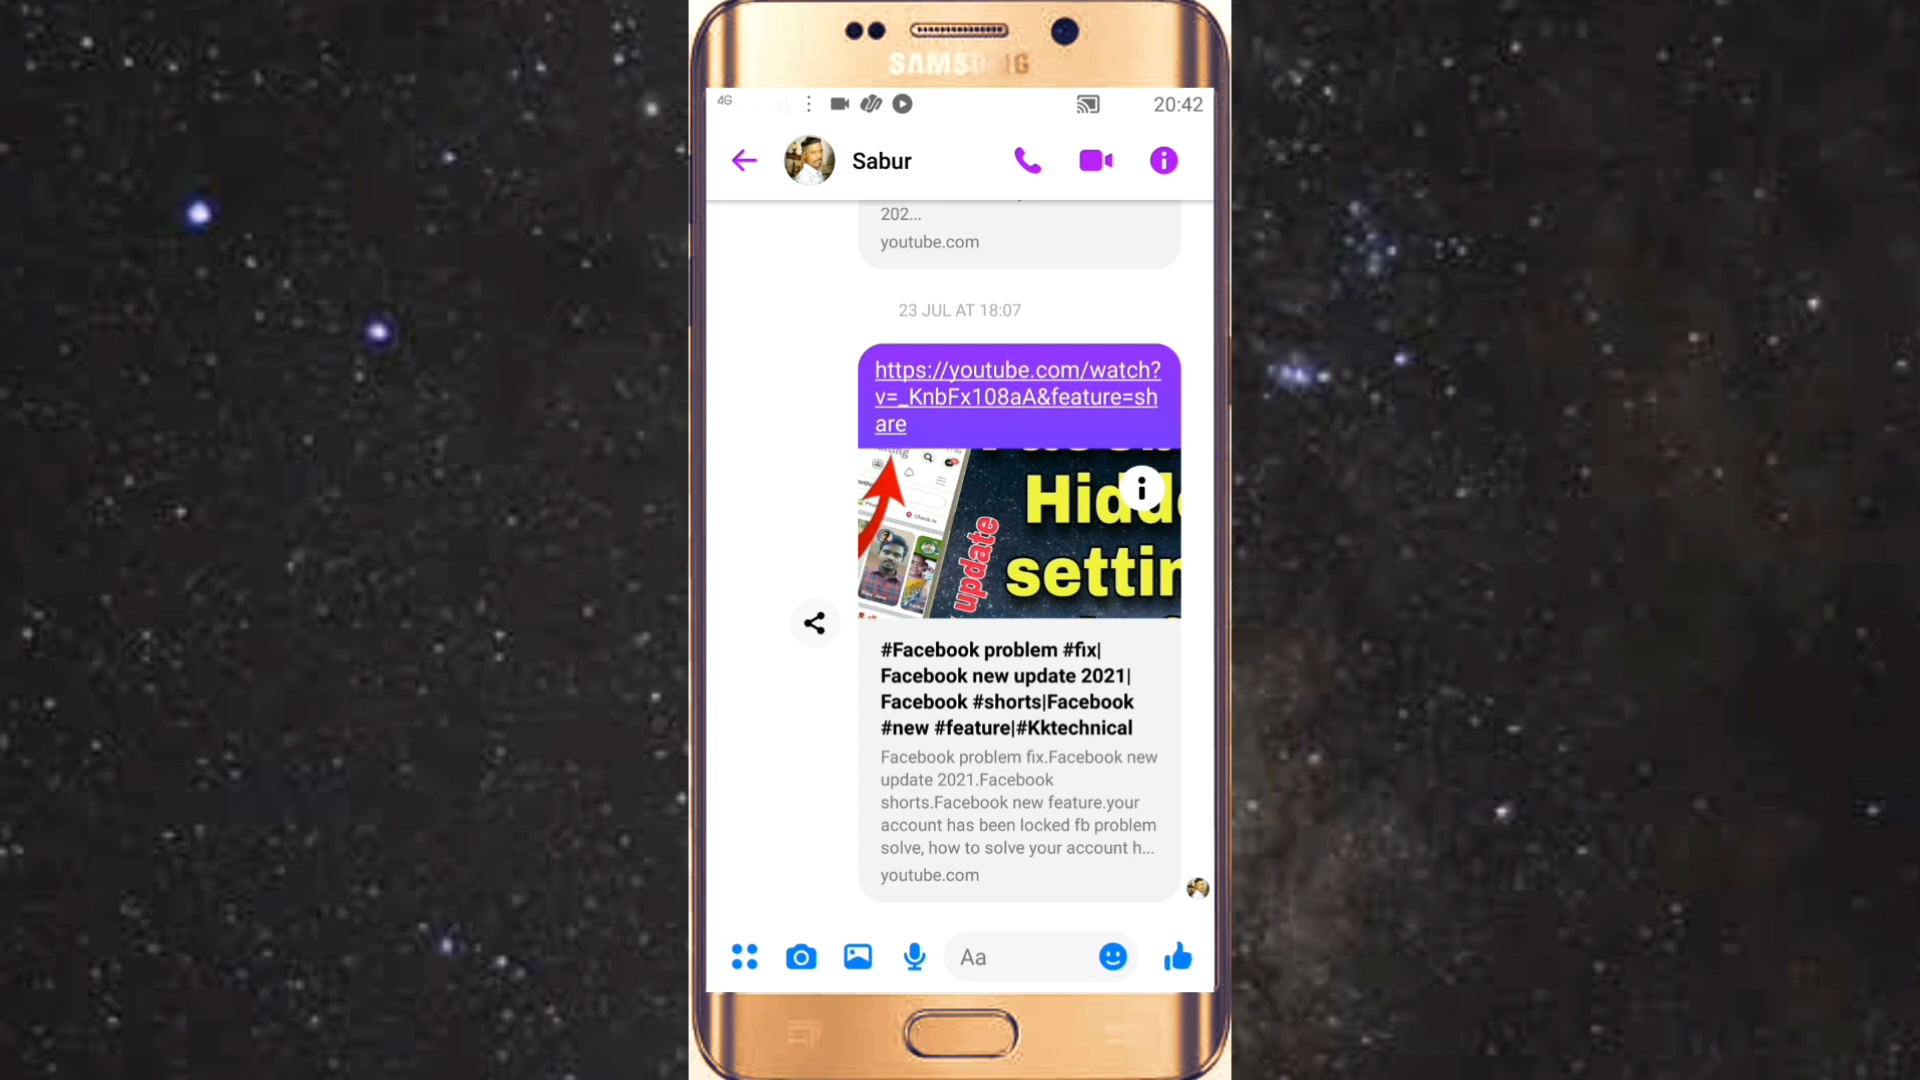 SAMSUNG
4G
20:42
Sabur
202...
youtube.com
23 JUL AT 18:07
https://youtube.com/watch?
v=_KnbFx108aA&feature=sh
are
update
settin
#Facebook problem #fix|
Facebook new update 2021|
Facebook #shorts|Facebook
#new #feature|#Kktechnical
Facebook problem fix.Facebook new
update 2021.Facebook
shorts.Facebook new feature.your
account has been locked fb problem
solve, how to solve your account h...
youtube.com
Aa